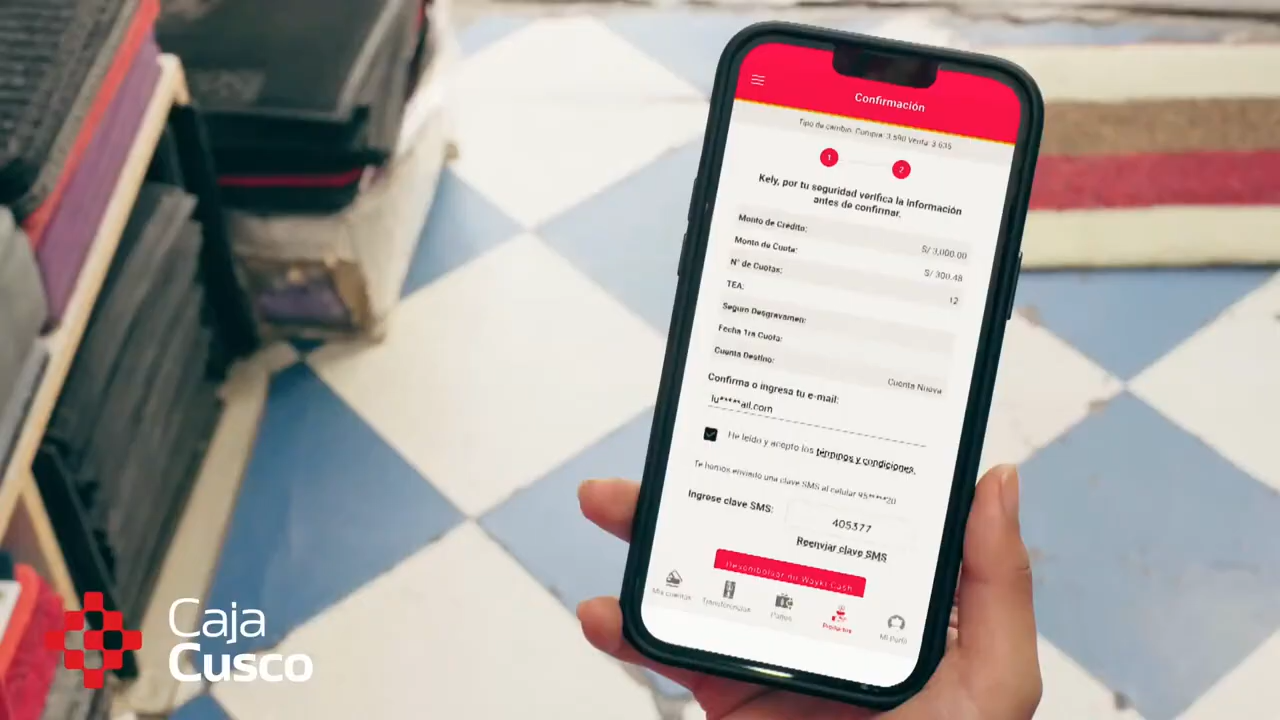 Confirmación
Tipo de cambio: Compra: 3.590 Venta: 3.635
1 2
Kely, por tu seguridad verifica la información
antes de confirmar.
Monto de Crédito: S/ 3,000.00
Monto de Cuota: S/ 300.48
N° de Cuotas: 12
TEA:
Seguro Desgravamen:
Fecha 1ra Cuota:
Cuenta Destino: Cuenta Nueva
Confirma o ingresa tu e-mail:
lu*****ail.com
He leído y acepto los términos y condiciones.
Te hemos enviado una clave SMS al celular 95****20
Ingrese clave SMS: 405377
Reenviar clave SMS
Desembolsar mi Wayki Cash
Mis cuentas Transferencias Pagos Productos Mi Perfil
Caja
Cusco